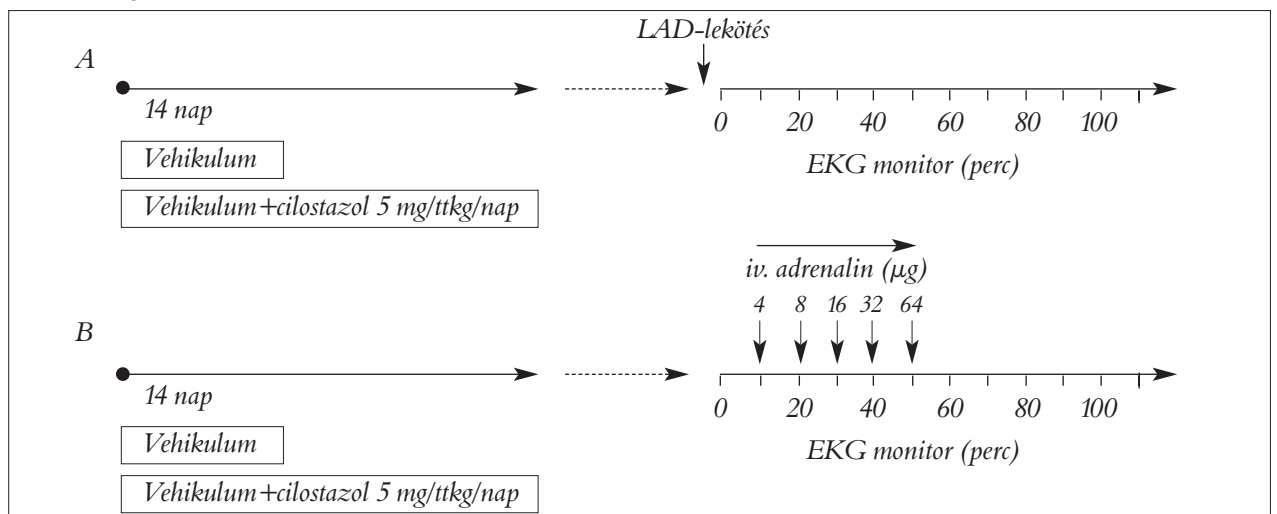 LAD-lekötés
A
14 nap
0 20 40 60 80 100
Vehikulum
EKG monitor (perc)
Vehikulum+cilostazol 5 mg/ttkg/nap
iv. adrenalin (μg)
4 8 16 32 64
B
14 nap
0 20 40 60 80 100
Vehikulum
EKG monitor (perc)
Vehikulum+cilostazol 5 mg/ttkg/nap